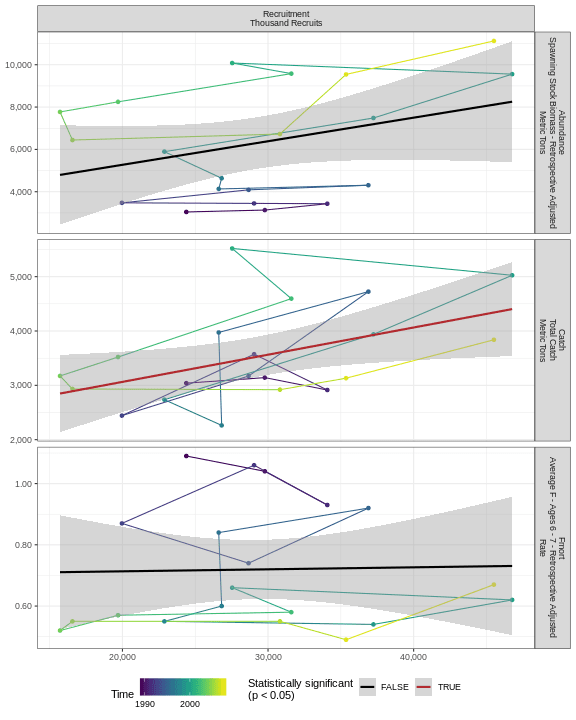 Recruitment
Thousand Recruits
10,000
8,000
6,000
4,000
Abundance
Spawning Stock Biomass - Retrospective Adjusted
Metric Tons
5,000
4,000
3,000
2,000
Catch
Total Catch
Metric Tons
1.00
0.80
0.60
Fmort
Average F - Ages 6 - 7 - Retrospective Adjusted
Rate
20,000
30,000
40,000
Time
1990
2000
Statistically significant
(p < 0.05)
FALSE
TRUE